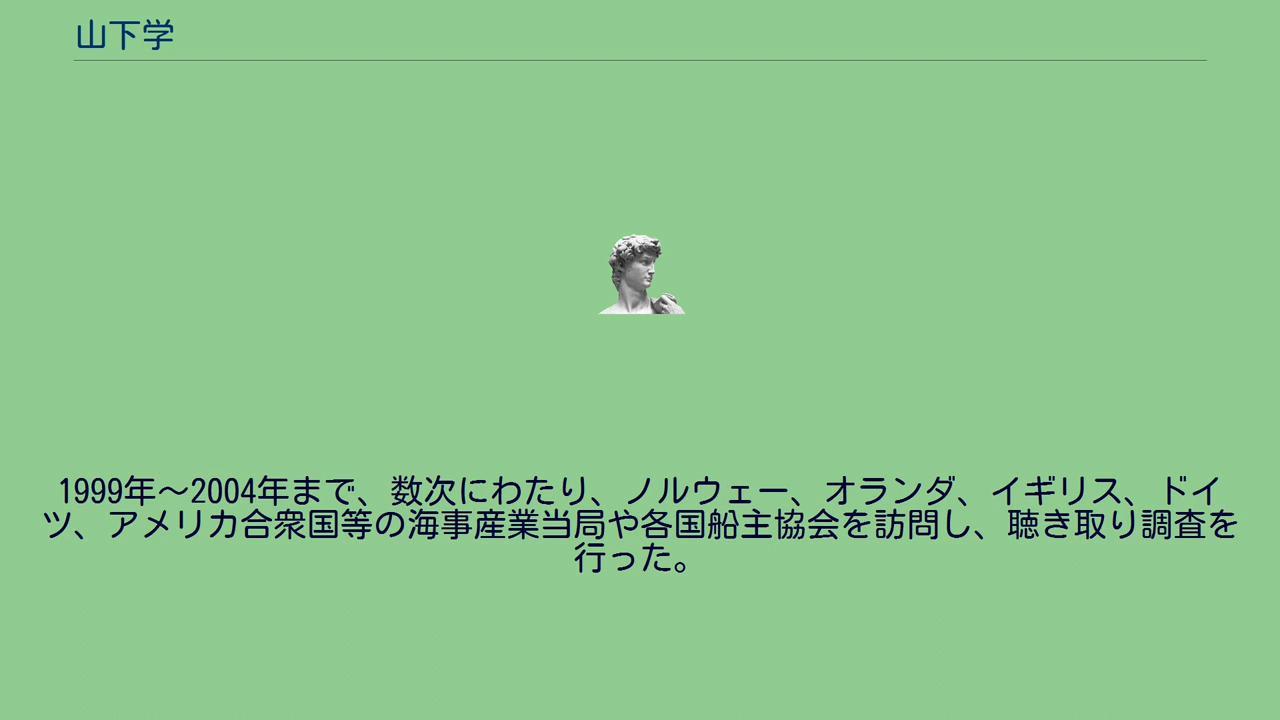 山下学
1999年～2004年まで、数次にわたり、ノルウェー、オランダ、イギリス、ドイ
ツ、アメリカ合衆国等の海事産業当局や各国船主協会を訪問し、聴き取り調査を
行った。